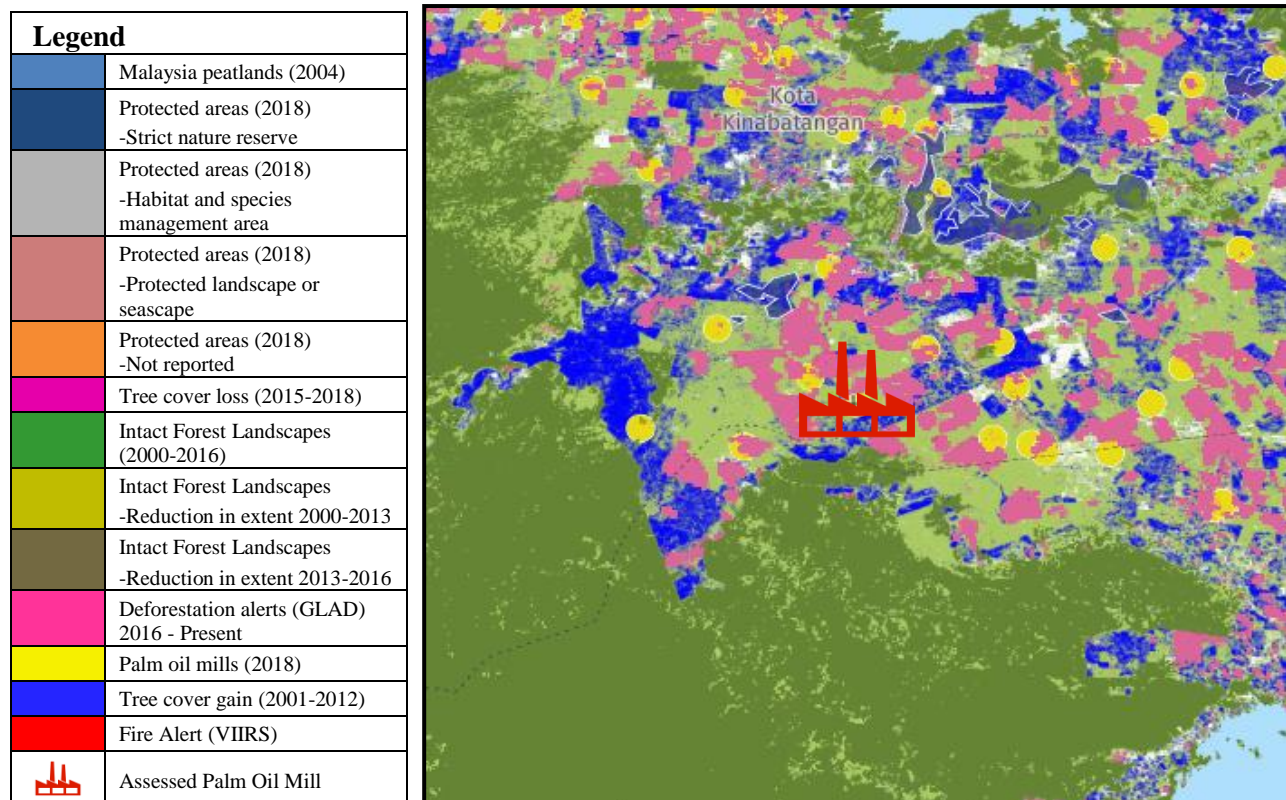 Legend
Malaysia peatlands (2004)
Protected areas (2018)
-Strict nature reserve
Protected areas (2018)
-Habitat and species
management area
Protected areas (2018)
-Protected landscape or
seascape
Protected areas (2018)
-Not reported
Tree cover loss (2015-2018)
Intact Forest Landscapes
(2000-2016)
Intact Forest Landscapes
-Reduction in extent 2000-2013
Intact Forest Landscapes
-Reduction in extent 2013-2016
Deforestation alerts (GLAD)
2016 - Present
Palm oil mills (2018)
Tree cover gain (2001-2012)
Fire Alert (VIIRS)
Assessed Palm Oil Mill
Kota
Kinabatangan